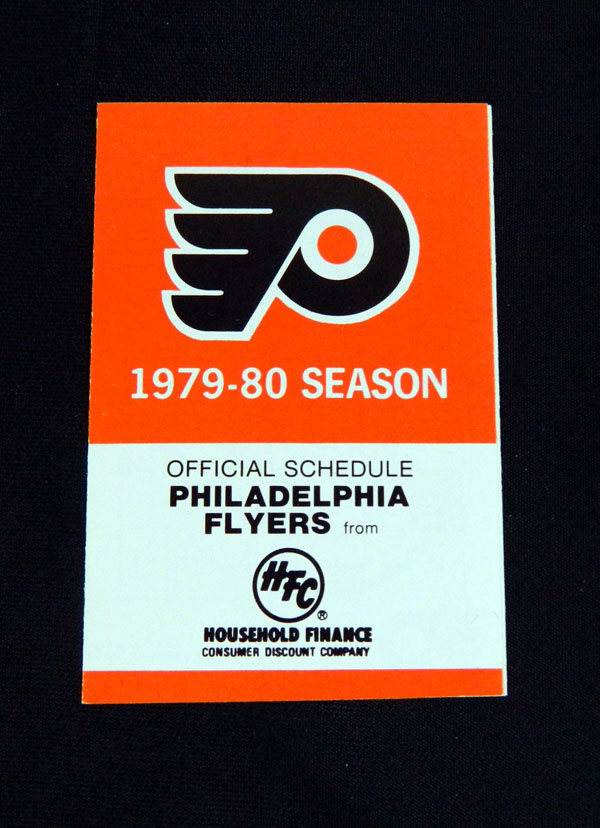 1979-80 SEASON
OFFICIAL SCHEDULE
PHILADELPHIA
FLYERS from
HFC ®
HOUSEHOLD FINANCE
CONSUMER DISCOUNT COMPANY